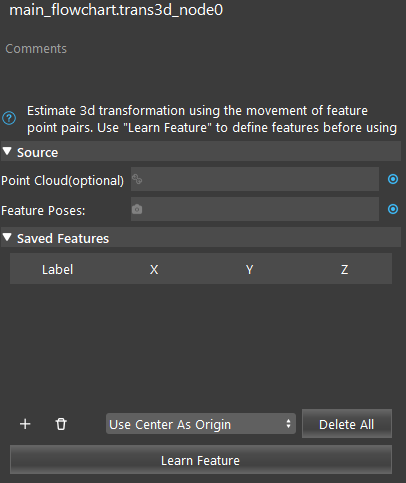 main_flowchart.trans3d_node0
Comments
Estimate 3d transformation using the movement of feature
point pairs. Use "Learn Feature" to define features before using
Source
Point Cloud(optional)
Feature Poses:
Saved Features
Label X Y Z
Use Center As Origin Delete All
Learn Feature